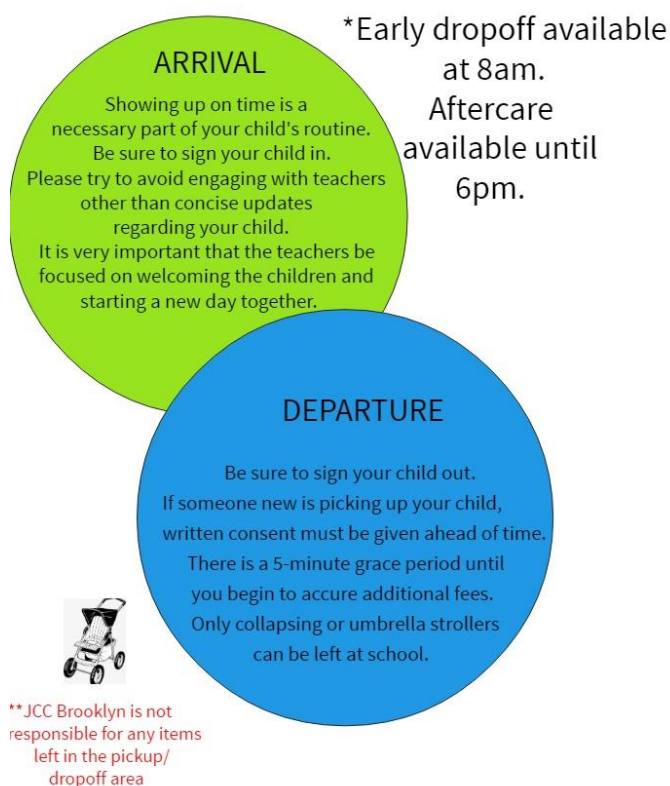 *Early dropoff available
at 8am.
Aftercare
available until
6pm.
ARRIVAL
Showing up on time is a
necessary part of your child's routine.
Be sure to sign your child in.
Please try to avoid engaging with teachers
other than concise updates
regarding your child.
It is very important that the teachers be
focused on welcoming the children and
starting a new day together.
DEPARTURE
Be sure to sign your child out.
If someone new is picking up your child,
written consent must be given ahead of time.
There is a 5-minute grace period until
you begin to accure additional fees.
Only collapsing or umbrella strollers
can be left at school.
**JCC Brooklyn is not
responsible for any items
left in the pickup/
dropoff area